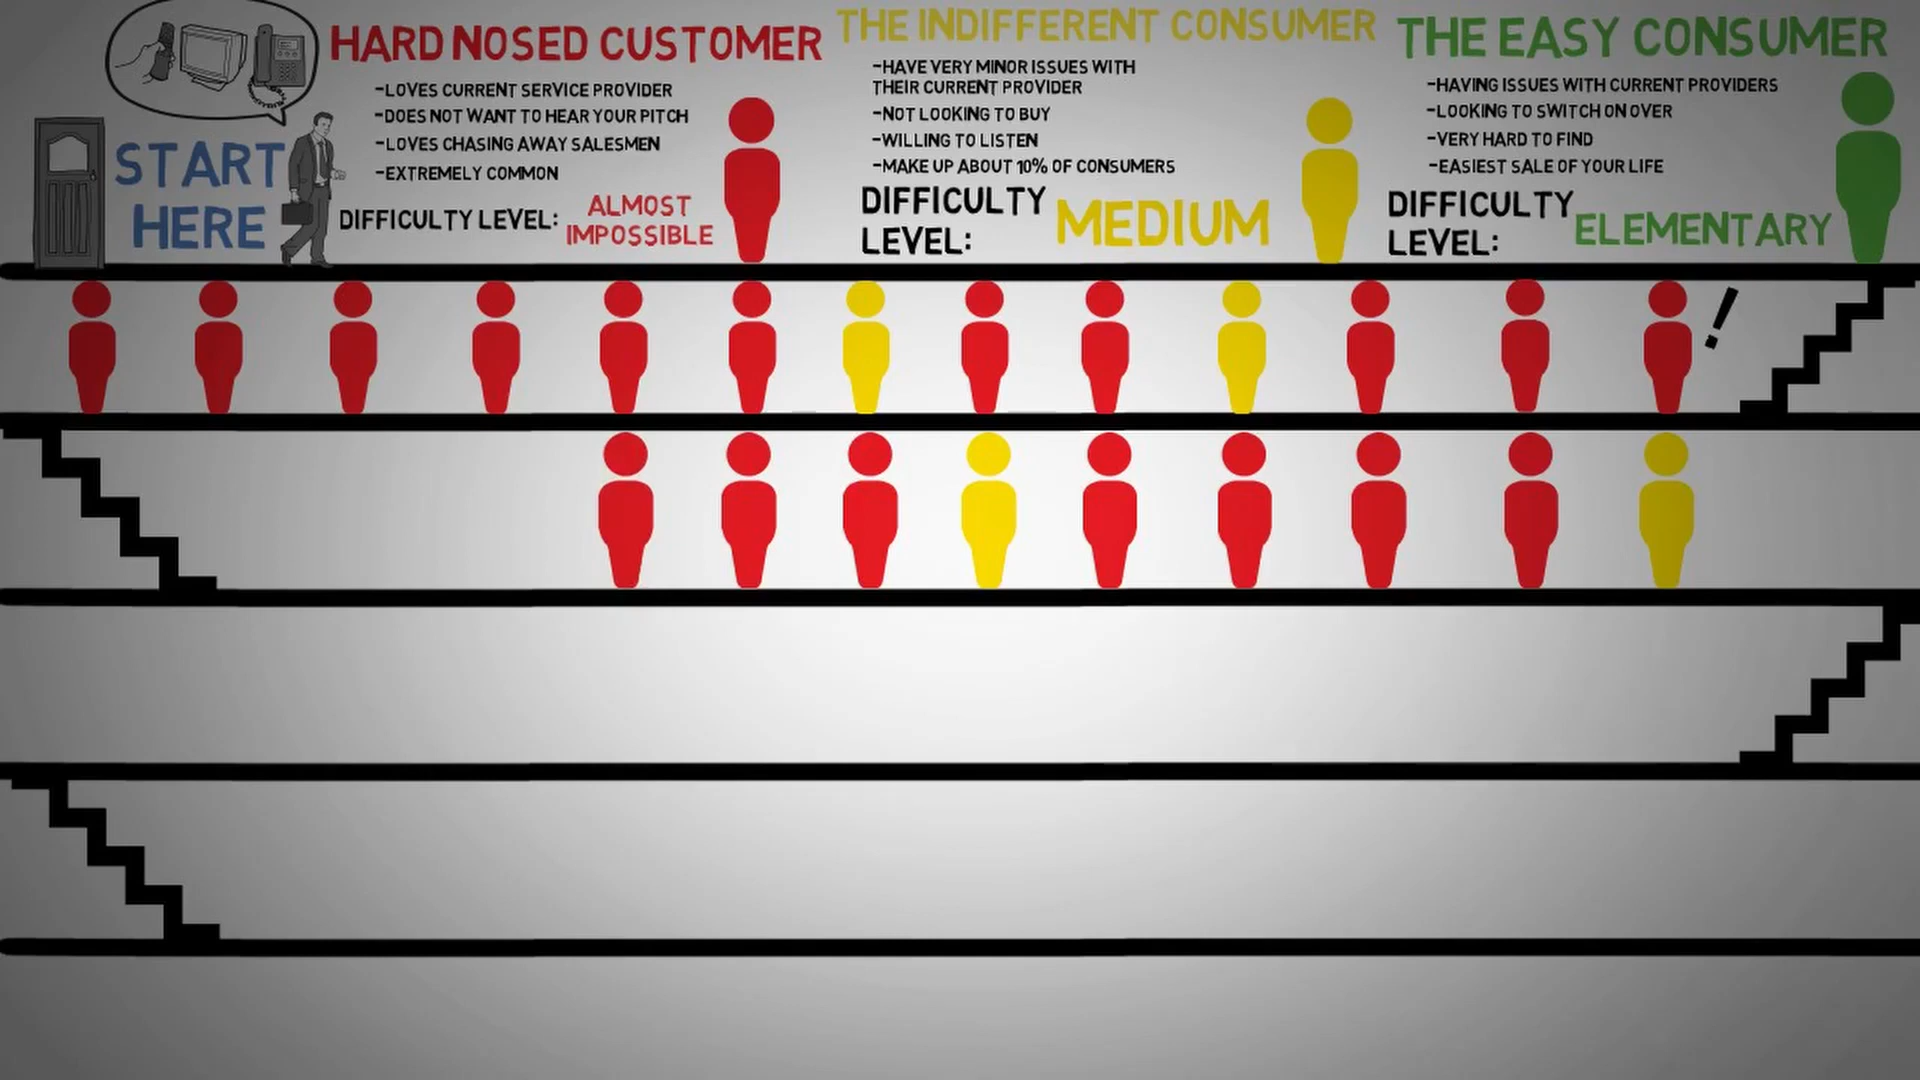 START
HERE
HARD NOSED CUSTOMER
-LOVES CURRENT SERVICE PROVIDER
-DOES NOT WANT TO HEAR YOUR PITCH
-LOVES CHASING AWAY SALESMEN
-EXTREMELY COMMON
DIFFICULTY LEVEL: ALMOST
IMPOSSIBLE
THE INDIFFERENT CONSUMER
-HAVE VERY MINOR ISSUES WITH
THEIR CURRENT PROVIDER
-NOT LOOKING TO BUY
-WILLING TO LISTEN
-MAKE UP ABOUT 10% OF CONSUMERS
DIFFICULTY
LEVEL: MEDIUM
THE EASY CONSUMER
-HAVING ISSUES WITH CURRENT PROVIDERS
-LOOKING TO SWITCH ON OVER
-VERY HARD TO FIND
-EASIEST SALE OF YOUR LIFE
DIFFICULTY
LEVEL: ELEMENTARY
!